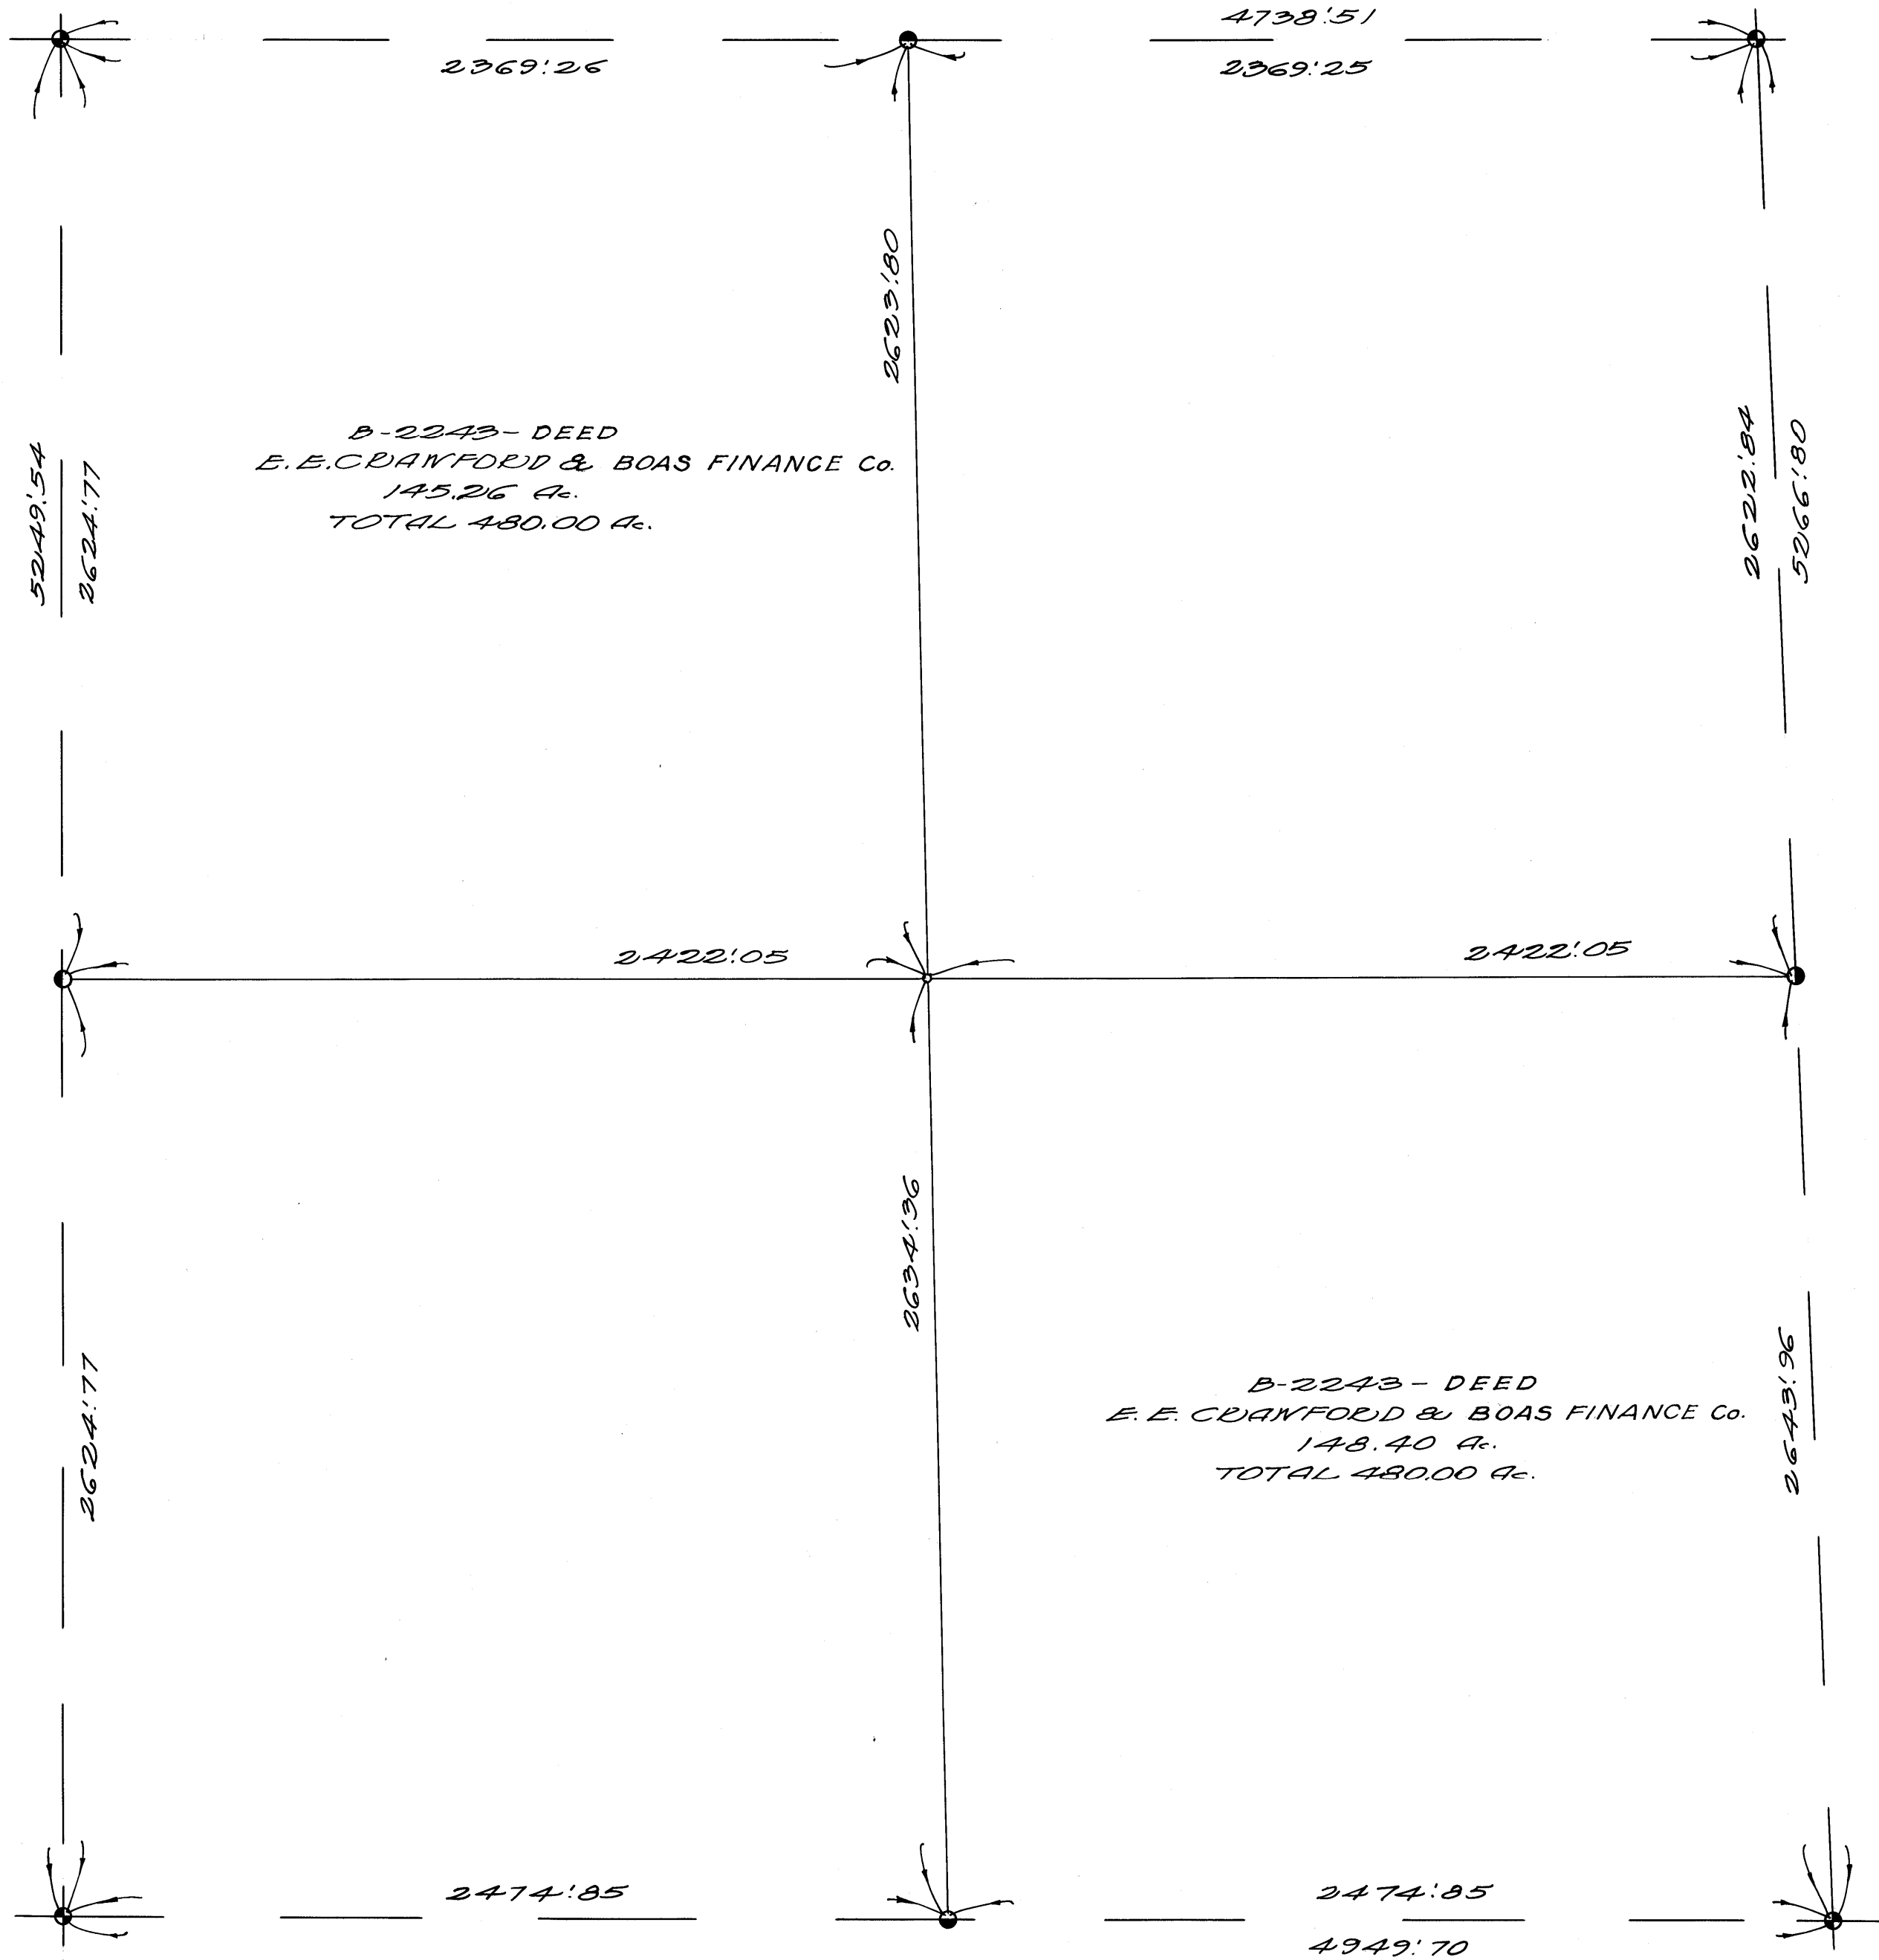 4738!51
2369!26
2369!25
2623!80
5249!54
2624!77
B-2243- DEED
E.E.CRAWFORD & BOAS FINANCE Co.
145.26 Ac.
TOTAL 480.00 Ac.
2622!84
5266!80
2422!05
2422!05
2634!36
2624!77
B-2243- DEED
E.E. CRAWFORD & BOAS FINANCE Co.
148.40 Ac.
TOTAL 480.00 Ac.
2643!96
2474!85
2474!85
4949!70